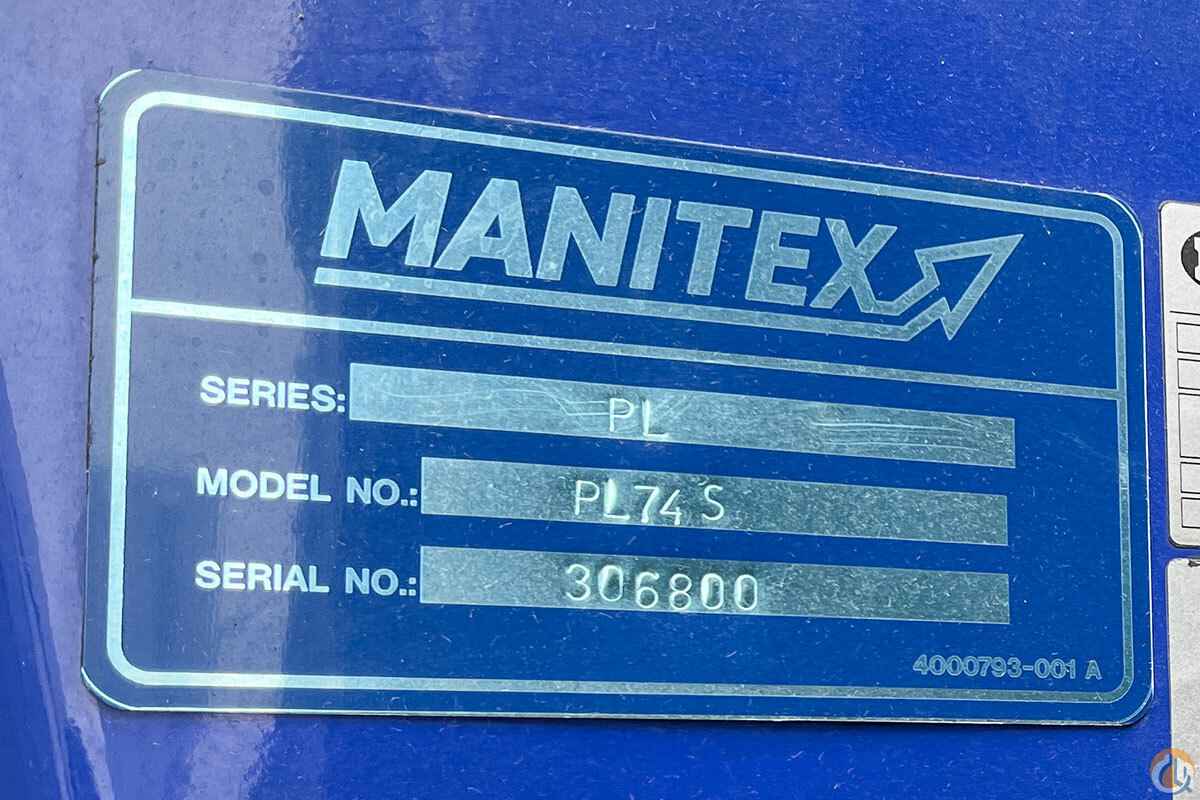 MANITEX
SERIES: PL
MODEL NO.: PL74 S
SERIAL NO.: 306800
4000793-001 A